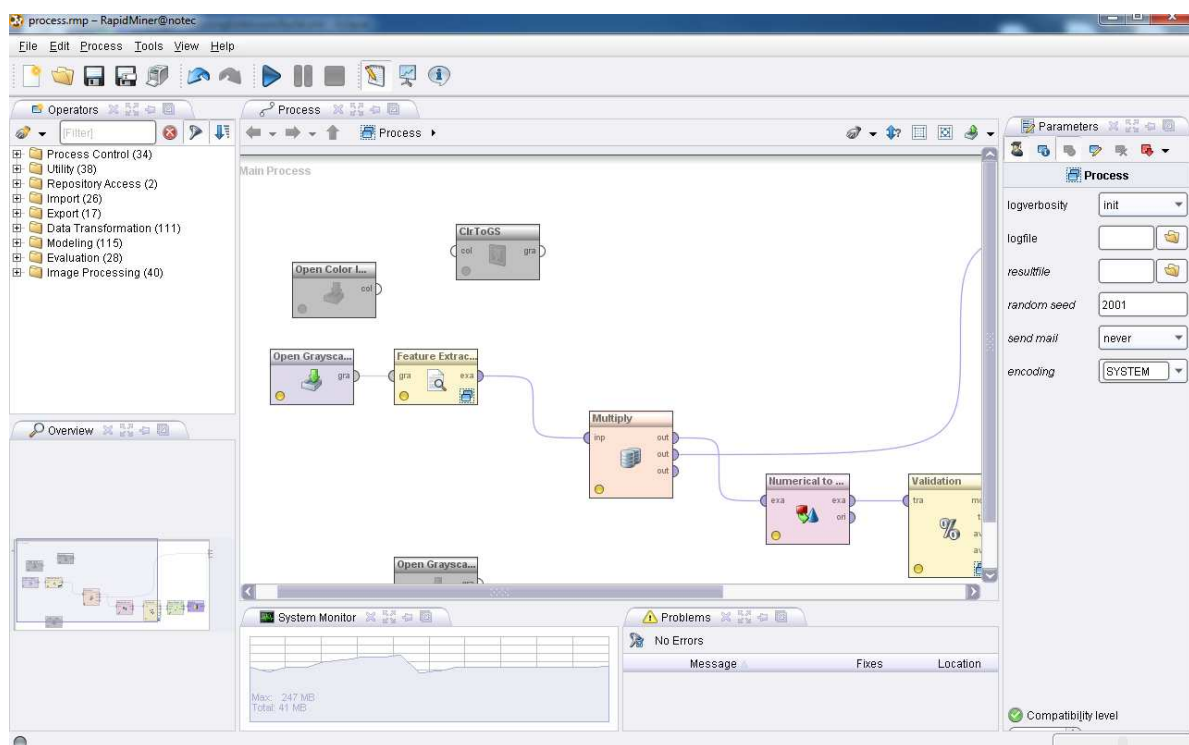 process.rmp – RapidMiner@notec
File Edit Process Tools View Help
Operators
[Filter]
Process Control (34)
Utility (38)
Repository Access (2)
Import (26)
Export (17)
Data Transformation (111)
Modeling (115)
Evaluation (28)
Image Processing (40)
Overview
Process
Process
Main Process
ClrToGS
col gra
Open Color I...
col
Open Graysca...
gra
Feature Extrac...
gra exa
Multiply
inp out
out
out
Numerical to ...
exa exa
ori
Validation
tra
Open Graysca...
System Monitor
Max: 247 MB
Total: 41 MB
Problems
No Errors
Message Fixes Location
Parameters
Process
logverbosity init
logfile
resultfile
random seed 2001
send mail never
encoding SYSTEM
Compatibility level